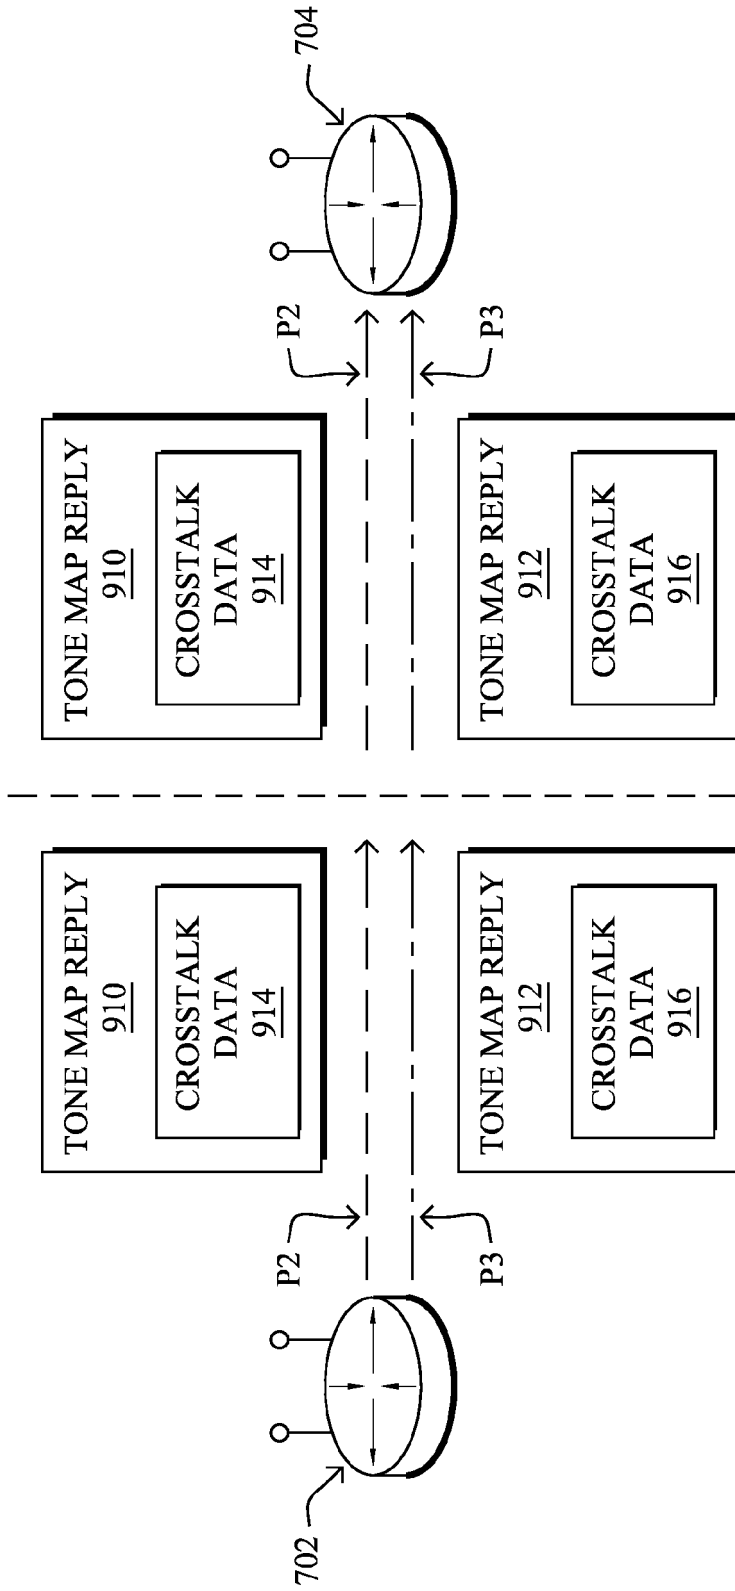 702
P2
P3
TONE MAP REPLY
910
CROSSTALK
DATA
914
TONE MAP REPLY
912
CROSSTALK
DATA
916
TONE MAP REPLY
910
CROSSTALK
DATA
914
TONE MAP REPLY
912
CROSSTALK
DATA
916
P2
P3
704